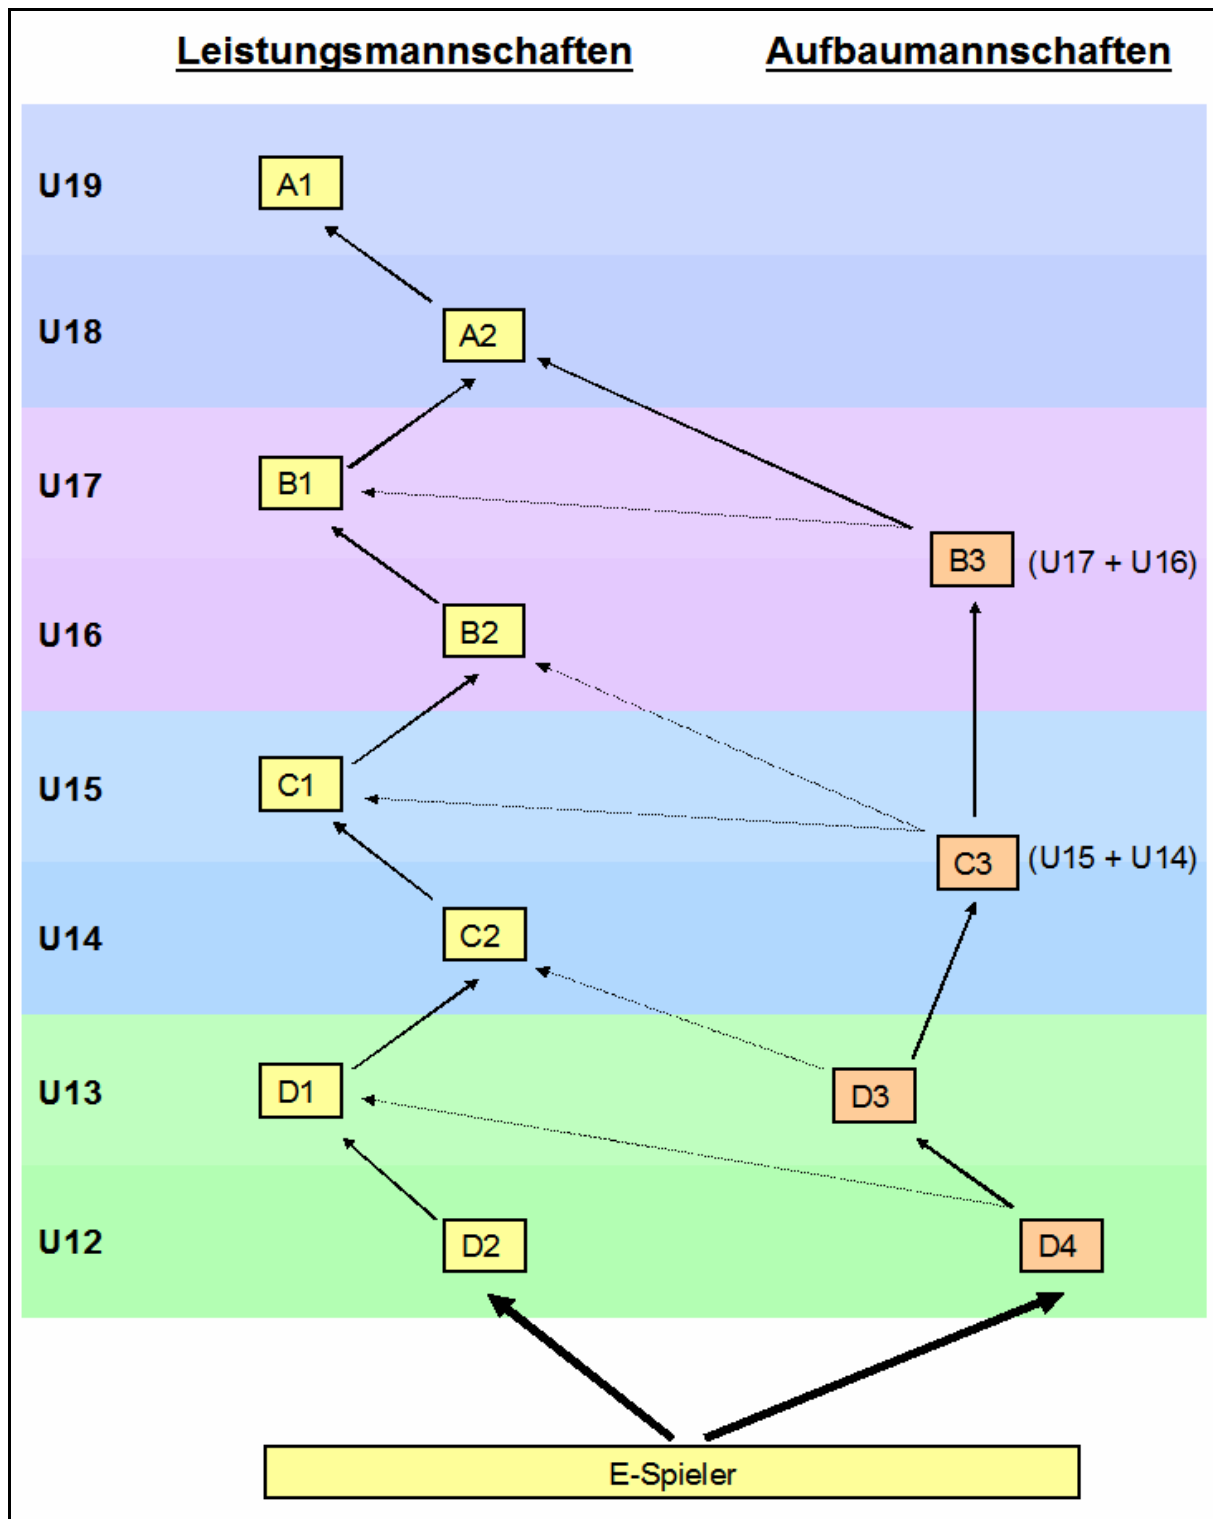 Leistungsmannschaften Aufbaumannschaften
U19 A1
U18 A2
U17 B1
B3 (U17 + U16)
U16 B2
U15 C1
C3 (U15 + U14)
U14 C2
U13 D1 D3
U12 D2 D4
E-Spieler